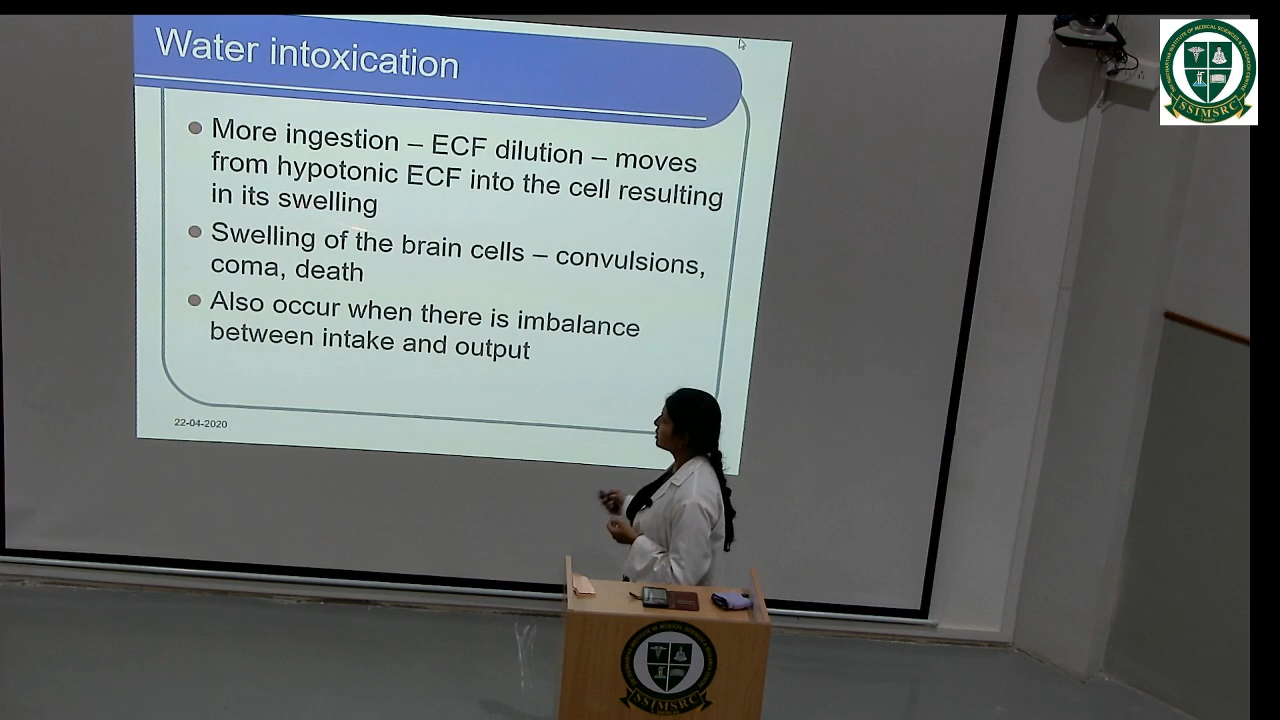 Water intoxication
More ingestion – ECF dilution – moves
from hypotonic ECF into the cell resulting
in its swelling
Swelling of the brain cells – convulsions,
coma, death
Also occur when there is imbalance
between intake and output
22-04-2020
SSIMSRC
SSIMSRC